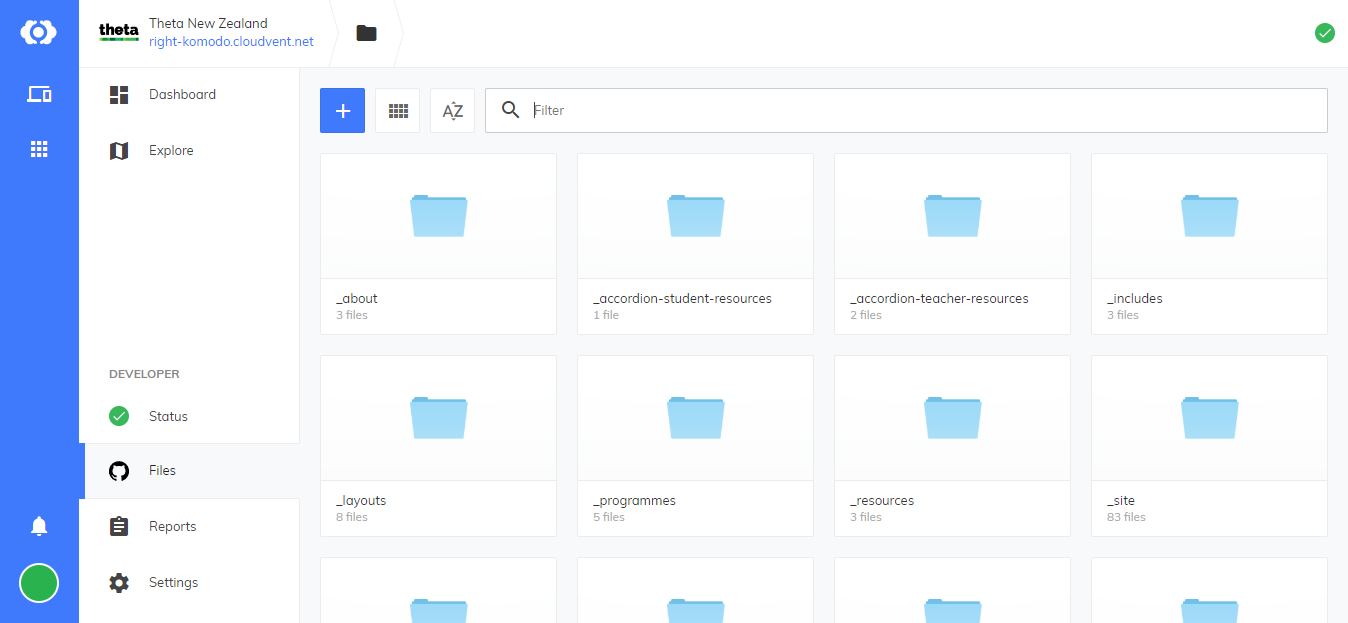 theta
Theta New Zealand
right-komodo.cloudvent.net
Dashboard
Explore
DEVELOPER
Status
Files
Reports
Settings
AZ
Filter
_about
3 files
_accordion-student-resources
1 file
_accordion-teacher-resources
2 files
_includes
3 files
_layouts
8 files
_programmes
5 files
_resources
3 files
_site
83 files